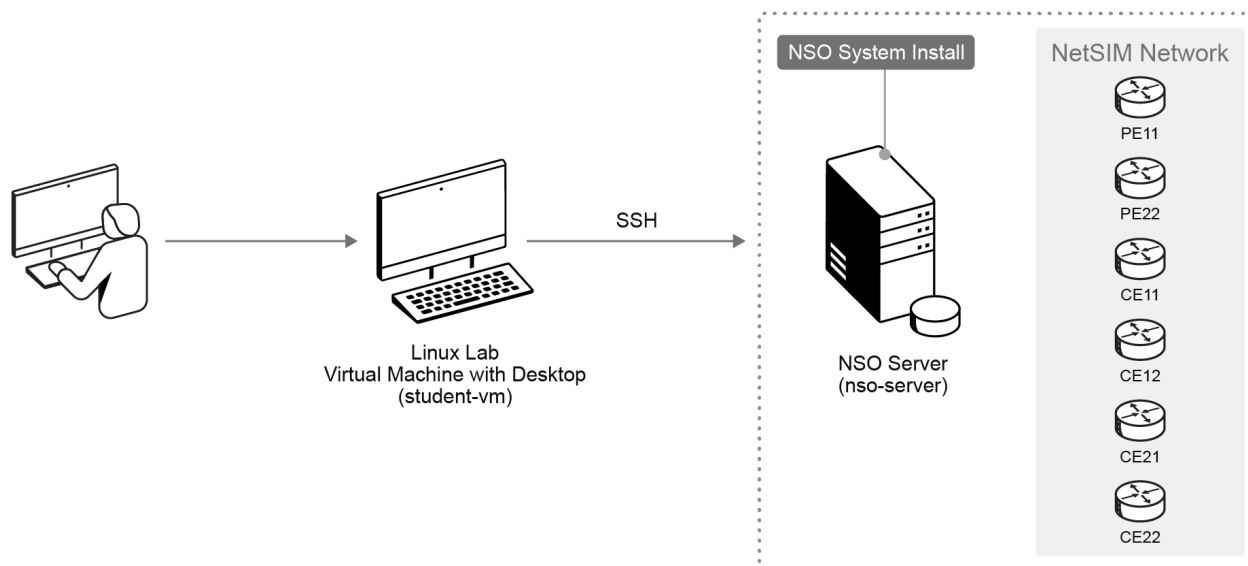 NSO System Install
NetSIM Network
PE11
PE22
SSH
CE11
CE12
Linux Lab
Virtual Machine with Desktop
(student-vm)
NSO Server
(nso-server)
CE21
CE22